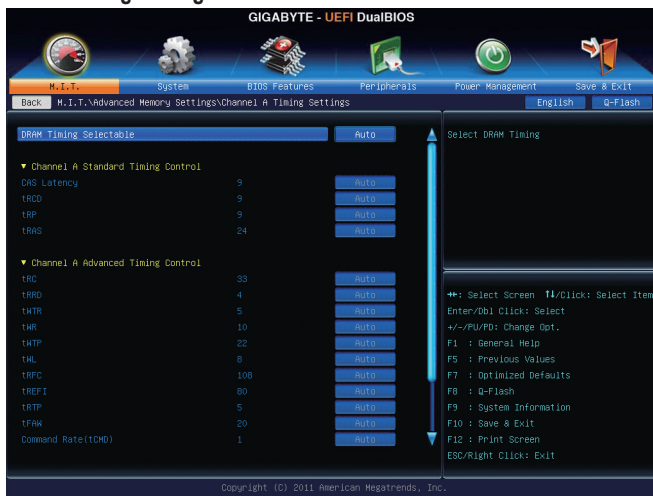 GIGABYTE - UEFI DualBIOS
M.I.T.
System
BIOS Features
Peripherals
Power Management
Save & Exit
Back M.I.T.\Advanced Memory Settings\Channel A Timing Settings
English Q-Flash
DRAM Timing Selectable Auto
▼ Channel A Standard Timing Control
CAS Latency 9 Auto
tRCD 9 Auto
tRP 9 Auto
tRAS 24 Auto
▼ Channel A Advanced Timing Control
tRC 33 Auto
tRRD 4 Auto
tWTR 5 Auto
tWR 10 Auto
tWTP 22 Auto
tWL 8 Auto
tRFC 108 Auto
tREFI 80 Auto
tRTP 5 Auto
tFAW 20 Auto
Command Rate(tCMD) 1 Auto
Select DRAM Timing
→←: Select Screen ↑↓/Click: Select Item
Enter/Dbl Click: Select
+/-/PU/PD: Change Opt.
F1 : General Help
F5 : Previous Values
F7 : Optimized Defaults
F8 : Q-Flash
F9 : System Information
F10 : Save & Exit
F12 : Print Screen
ESC/Right Click: Exit
Copyright (C) 2011 American Megatrends, Inc.